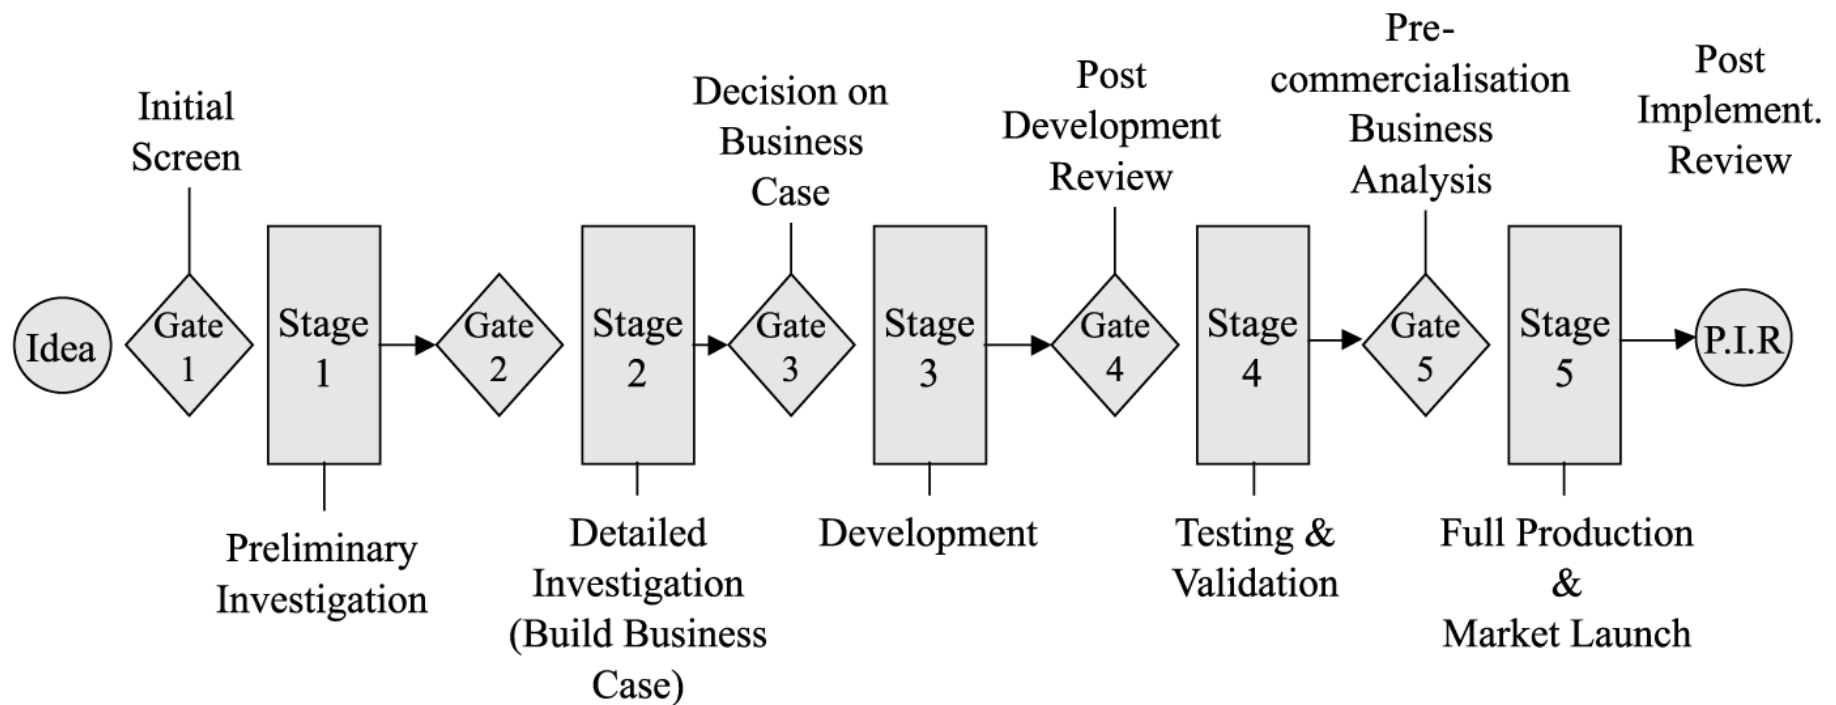 Initial
Screen
Decision on
Business
Case
Post
Development
Review
Pre-
commercialisation
Business
Analysis
Post
Implement.
Review
Idea
Gate
1
Stage
1
Gate
2
Stage
2
Gate
3
Stage
3
Gate
4
Stage
4
Gate
5
Stage
5
P.I.R
Preliminary
Investigation
Detailed
Investigation
(Build Business
Case)
Development
Testing &
Validation
Full Production
&
Market Launch